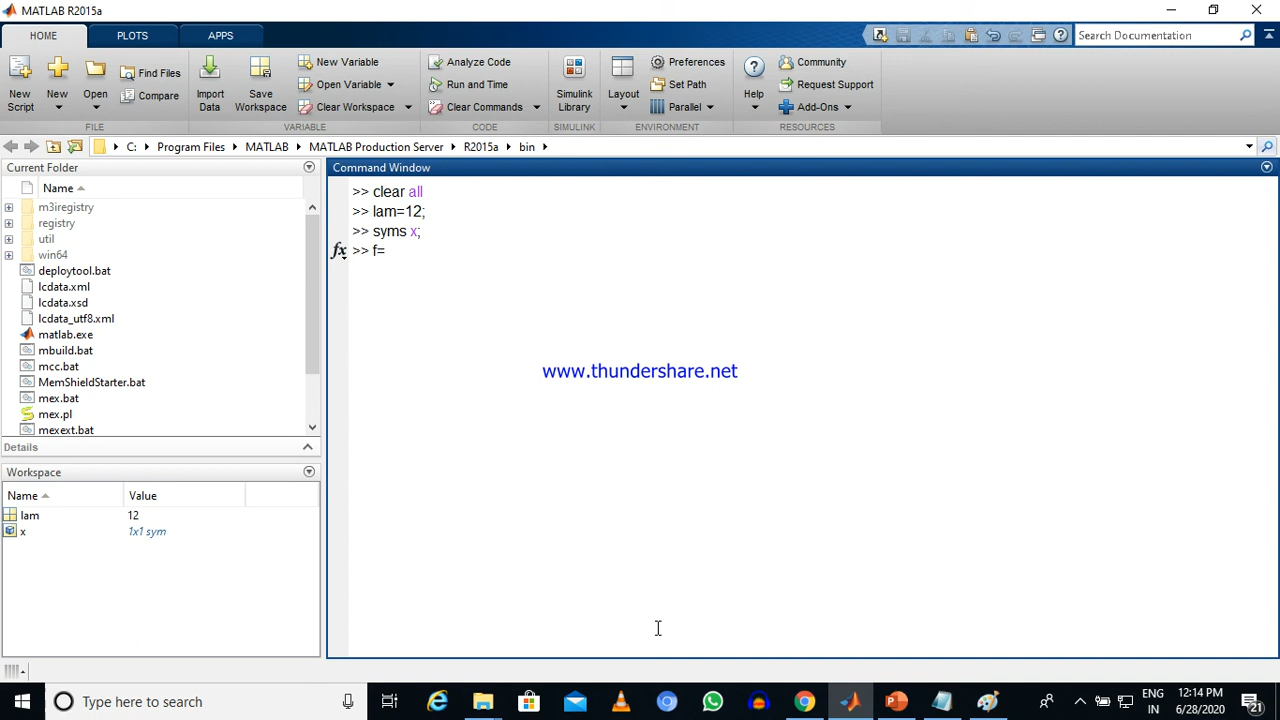 MATLAB R2015a
HOME PLOTS APPS
Search Documentation
New Script
New
Open
Find Files
Compare
Import Data
Save Workspace
New Variable
Open Variable
Clear Workspace
Analyze Code
Run and Time
Clear Commands
Simulink Library
Layout
Preferences
Set Path
Parallel
Help
Community
Request Support
Add-Ons
FILE VARIABLE CODE SIMULINK ENVIRONMENT RESOURCES
C: Program Files MATLAB MATLAB Production Server R2015a bin
Current Folder
Name
m3iregistry
registry
util
win64
deploytool.bat
lcdata.xml
lcdata.xsd
lcdata_utf8.xml
matlab.exe
mbuild.bat
mcc.bat
MemShieldStarter.bat
mex.bat
mex.pl
mexext.bat
Details
Workspace
Name Value
lam 12
x 1x1 sym
Command Window
>> clear all
>> lam=12;
>> syms x;
fx >> f=
www.thundershare.net
Type here to search
ENG
IN
12:14 PM
6/28/2020
21